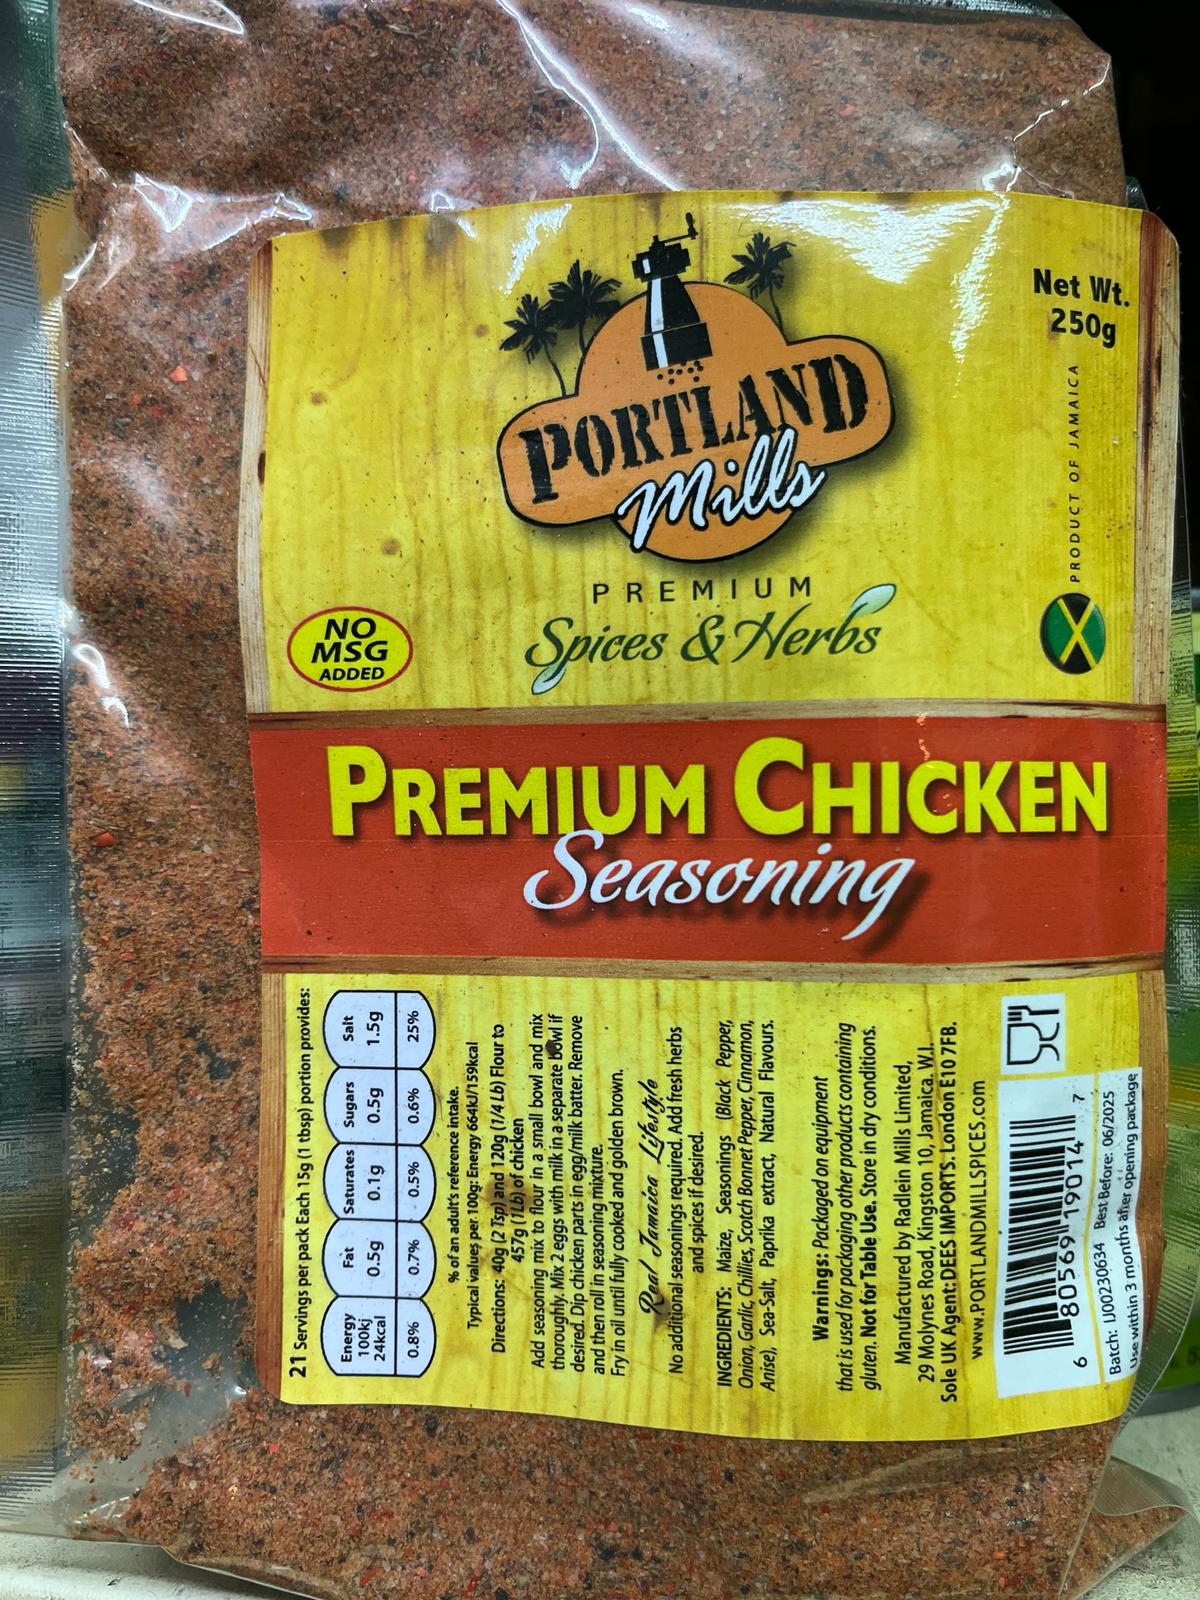 Net Wt.
250g
PORTLAND
Mills
PRODUCT OF JAMAICA
PREMIUM
Spices & Herbs
NO
MSG
ADDED
PREMIUM CHICKEN
Seasoning
21 Servings per pack Each 15g (1 tbsp) portion provides:
Energy
100kj
24kcal
0.8%
Fat
0.5g
0.7%
Saturates
0.1g
0.5%
Sugars
0.5g
0.6%
Salt
1.5g
25%
% of an adult's reference intake.
Typical values per 100g: Energy 664kJ/159kcal
Directions: 40g (2 Tsp) and 120g (1/4 Lb) Flour to
457g (1Lb) of chicken
Add seasoning mix to flour in a small bowl and mix
thoroughly. Mix 2 eggs with milk in a separate bowl if
desired. Dip chicken parts in egg/milk batter. Remove
and then roll in seasoning mixture.
Fry in oil until fully cooked and golden brown.
Real Jamaica Lifestyle
No additional seasonings required. Add fresh herbs
and spices if desired.
INGREDIENTS: Maize, Seasonings (Black Pepper,
Onion, Garlic, Chillies, Scotch Bonnet Pepper, Cinnamon,
Anise), Sea-Salt, Paprika extract, Natural Flavours.
Warnings: Packaged on equipment
that is used for packaging other products containing
gluten. Not for Table Use. Store in dry conditions.
Manufactured by Radlein Mills Limited,
29 Molynes Road, Kingston 10, Jamaica. W.I.
Sole UK Agent: DEES IMPORTS. London E10 7FB.
www.PORTLANDMILLSPICES.com
6 80569 19014 7
Batch: JJ00230634 Best Before: 06/2025
Use within 3 months after opening package